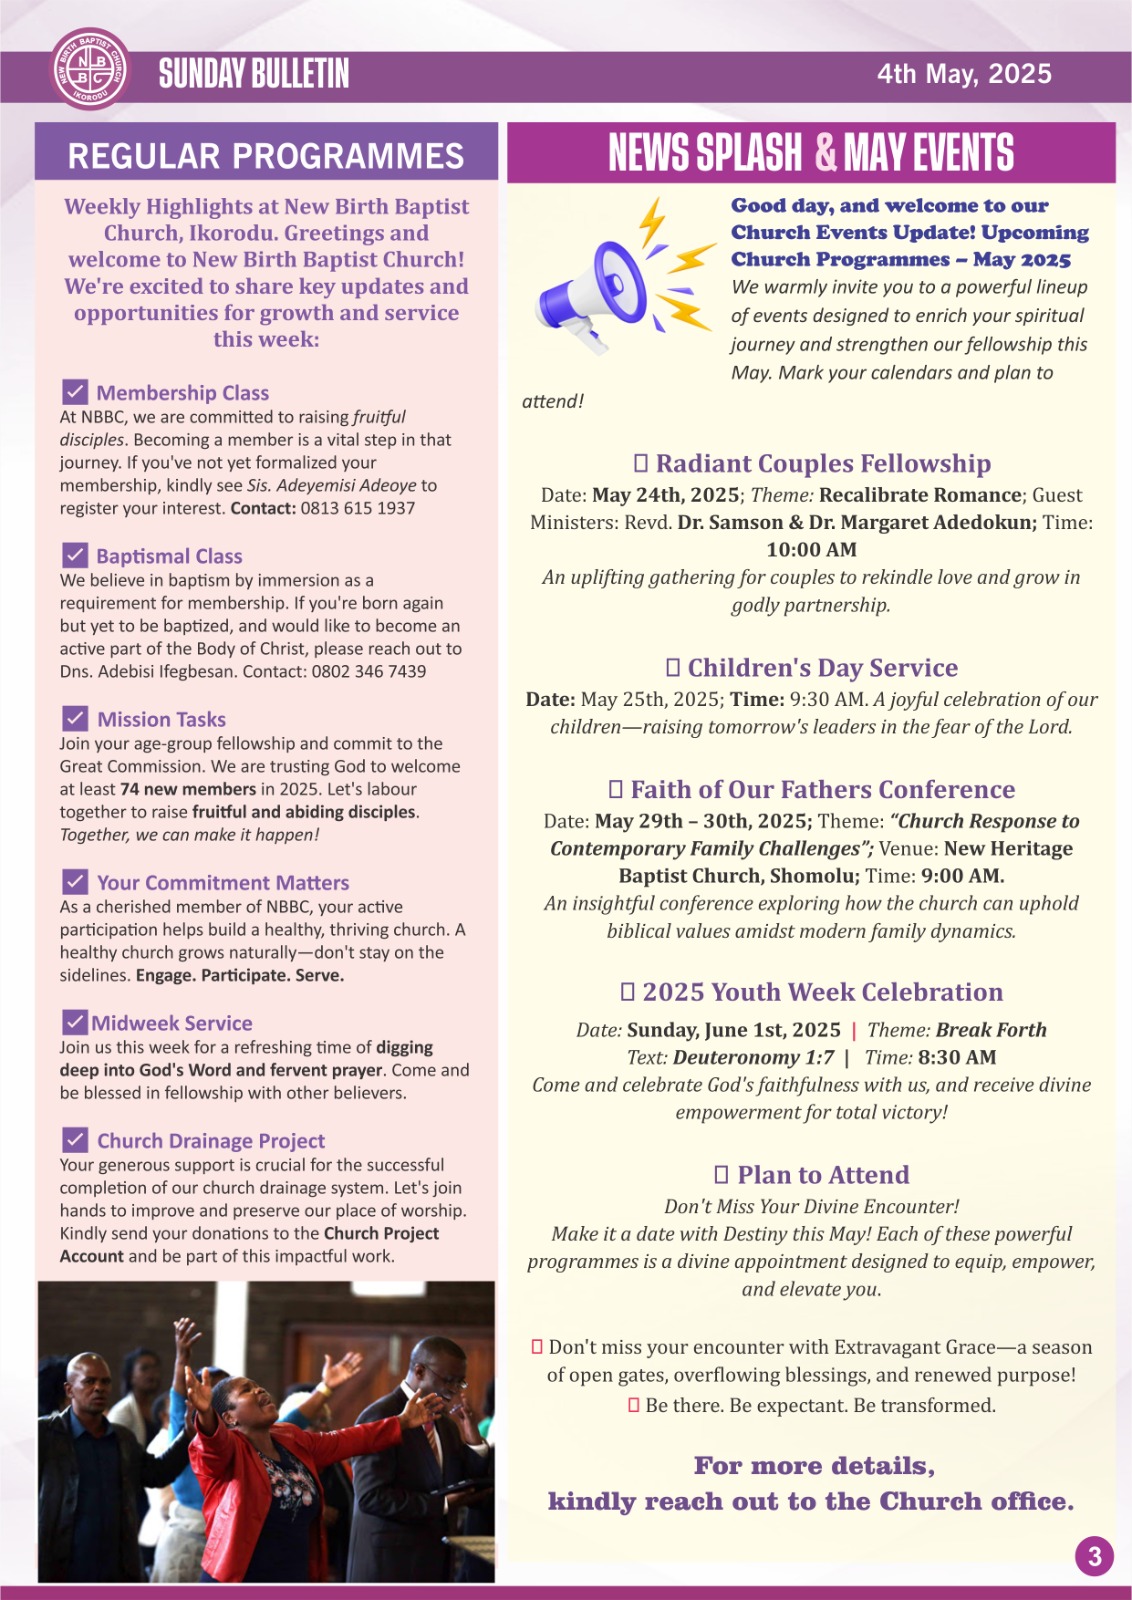 NEW BIRTH BAPTIST CHURCH
N B
B C
IKORODU
SUNDAY BULLETIN
4th May, 2025
REGULAR PROGRAMMES
Weekly Highlights at New Birth Baptist
Church, Ikorodu. Greetings and
welcome to New Birth Baptist Church!
We're excited to share key updates and
opportunities for growth and service
this week:
Membership Class
At NBBC, we are committed to raising fruitful
disciples. Becoming a member is a vital step in that
journey. If you've not yet formalized your
membership, kindly see Sis. Adeyemisi Adeoye to
register your interest. Contact: 0813 615 1937
Baptismal Class
We believe in baptism by immersion as a
requirement for membership. If you're born again
but yet to be baptized, and would like to become an
active part of the Body of Christ, please reach out to
Dns. Adebisi Ifegbesan. Contact: 0802 346 7439
Mission Tasks
Join your age-group fellowship and commit to the
Great Commission. We are trusting God to welcome
at least 74 new members in 2025. Let's labour
together to raise fruitful and abiding disciples.
Together, we can make it happen!
Your Commitment Matters
As a cherished member of NBBC, your active
participation helps build a healthy, thriving church. A
healthy church grows naturally—don't stay on the
sidelines. Engage. Participate. Serve.
Midweek Service
Join us this week for a refreshing time of digging
deep into God's Word and fervent prayer. Come and
be blessed in fellowship with other believers.
Church Drainage Project
Your generous support is crucial for the successful
completion of our church drainage system. Let's join
hands to improve and preserve our place of worship.
Kindly send your donations to the Church Project
Account and be part of this impactful work.
NEWS SPLASH & MAY EVENTS
Good day, and welcome to our
Church Events Update! Upcoming
Church Programmes – May 2025
We warmly invite you to a powerful lineup
of events designed to enrich your spiritual
journey and strengthen our fellowship this
May. Mark your calendars and plan to
attend!
Radiant Couples Fellowship
Date: May 24th, 2025; Theme: Recalibrate Romance; Guest
Ministers: Revd. Dr. Samson & Dr. Margaret Adedokun; Time:
10:00 AM
An uplifting gathering for couples to rekindle love and grow in
godly partnership.
Children's Day Service
Date: May 25th, 2025; Time: 9:30 AM. A joyful celebration of our
children—raising tomorrow's leaders in the fear of the Lord.
Faith of Our Fathers Conference
Date: May 29th – 30th, 2025; Theme: “Church Response to
Contemporary Family Challenges”; Venue: New Heritage
Baptist Church, Shomolu; Time: 9:00 AM.
An insightful conference exploring how the church can uphold
biblical values amidst modern family dynamics.
2025 Youth Week Celebration
Date: Sunday, June 1st, 2025 | Theme: Break Forth
Text: Deuteronomy 1:7 | Time: 8:30 AM
Come and celebrate God's faithfulness with us, and receive divine
empowerment for total victory!
Plan to Attend
Don't Miss Your Divine Encounter!
Make it a date with Destiny this May! Each of these powerful
programmes is a divine appointment designed to equip, empower,
and elevate you.
Don't miss your encounter with Extravagant Grace—a season
of open gates, overflowing blessings, and renewed purpose!
Be there. Be expectant. Be transformed.
For more details,
kindly reach out to the Church office.
3